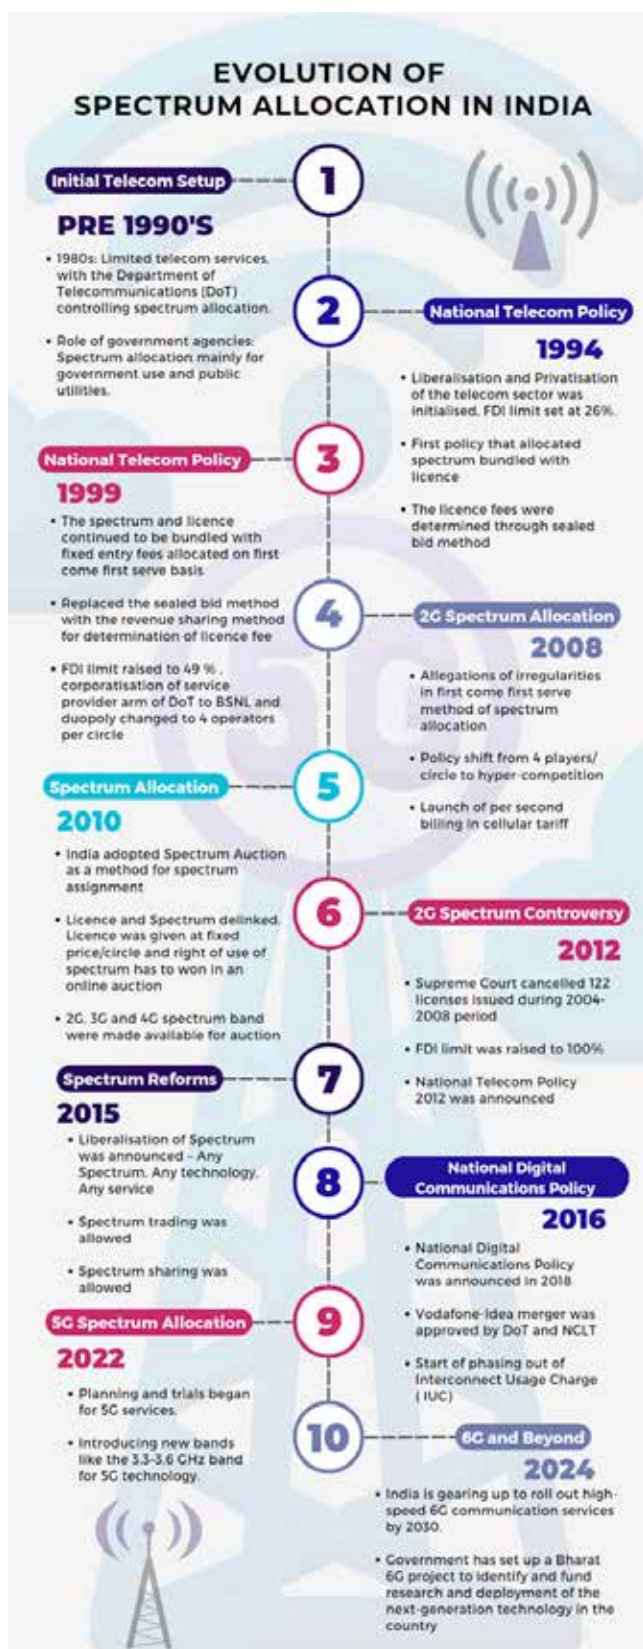 EVOLUTION OF
SPECTRUM ALLOCATION IN INDIA
1
Initial Telecom Setup
PRE 1990'S
• 1980s: Limited telecom services,
with the Department of
Telecommunications (DoT)
controlling spectrum allocation.
• Role of government agencies:
Spectrum allocation mainly for
government use and public
utilities.
2
National Telecom Policy
1994
• Liberalisation and Privatisation
of the telecom sector was
initialised, FDI limit set at 26%.
• First policy that allocated
spectrum bundled with
licence
• The licence fees were
determined through sealed
bid method
3
National Telecom Policy
1999
• The spectrum and licence
continued to be bundled with
fixed entry fees allocated on first
come first serve basis
• Replaced the sealed bid method
with the revenue sharing method
for determination of licence fee
• FDI limit raised to 49 % ,
corporatisation of service
provider arm of DoT to BSNL and
duopoly changed to 4 operators
per circle
4
2G Spectrum Allocation
2008
• Allegations of irregularities
in first come first serve
method of spectrum
allocation
• Policy shift from 4 players/
circle to hyper-competition
• Launch of per second
billing in cellular tariff
5G
5
Spectrum Allocation
2010
• India adopted Spectrum Auction
as a method for spectrum
assignment
• Licence and Spectrum delinked.
Licence was given at fixed
price/circle and right of use of
spectrum has to won in an
online auction
• 2G, 3G and 4G spectrum band
were made available for auction
6
2G Spectrum Controversy
2012
• Supreme Court cancelled 122
licenses issued during 2004-
2008 period
• FDI limit was raised to 100%
• National Telecom Policy
2012 was announced
7
Spectrum Reforms
2015
• Liberalisation of Spectrum
was announced – Any
Spectrum, Any technology,
Any service
• Spectrum trading was
allowed
• Spectrum sharing was
allowed
8
National Digital
Communications Policy
2016
• National Digital
Communications Policy
was announced in 2018
• Vodafone-Idea merger was
approved by DoT and NCLT
• Start of phasing out of
Interconnect Usage Charge
( IUC)
9
5G Spectrum Allocation
2022
• Planning and trials began
for 5G services.
• Introducing new bands
like the 3.3-3.6 GHz band
for 5G technology.
10
6G and Beyond
2024
• India is gearing up to roll out high-
speed 6G communication services
by 2030.
• Government has set up a Bharat
6G project to identify and fund
research and deployment of the
next-generation technology in the
country